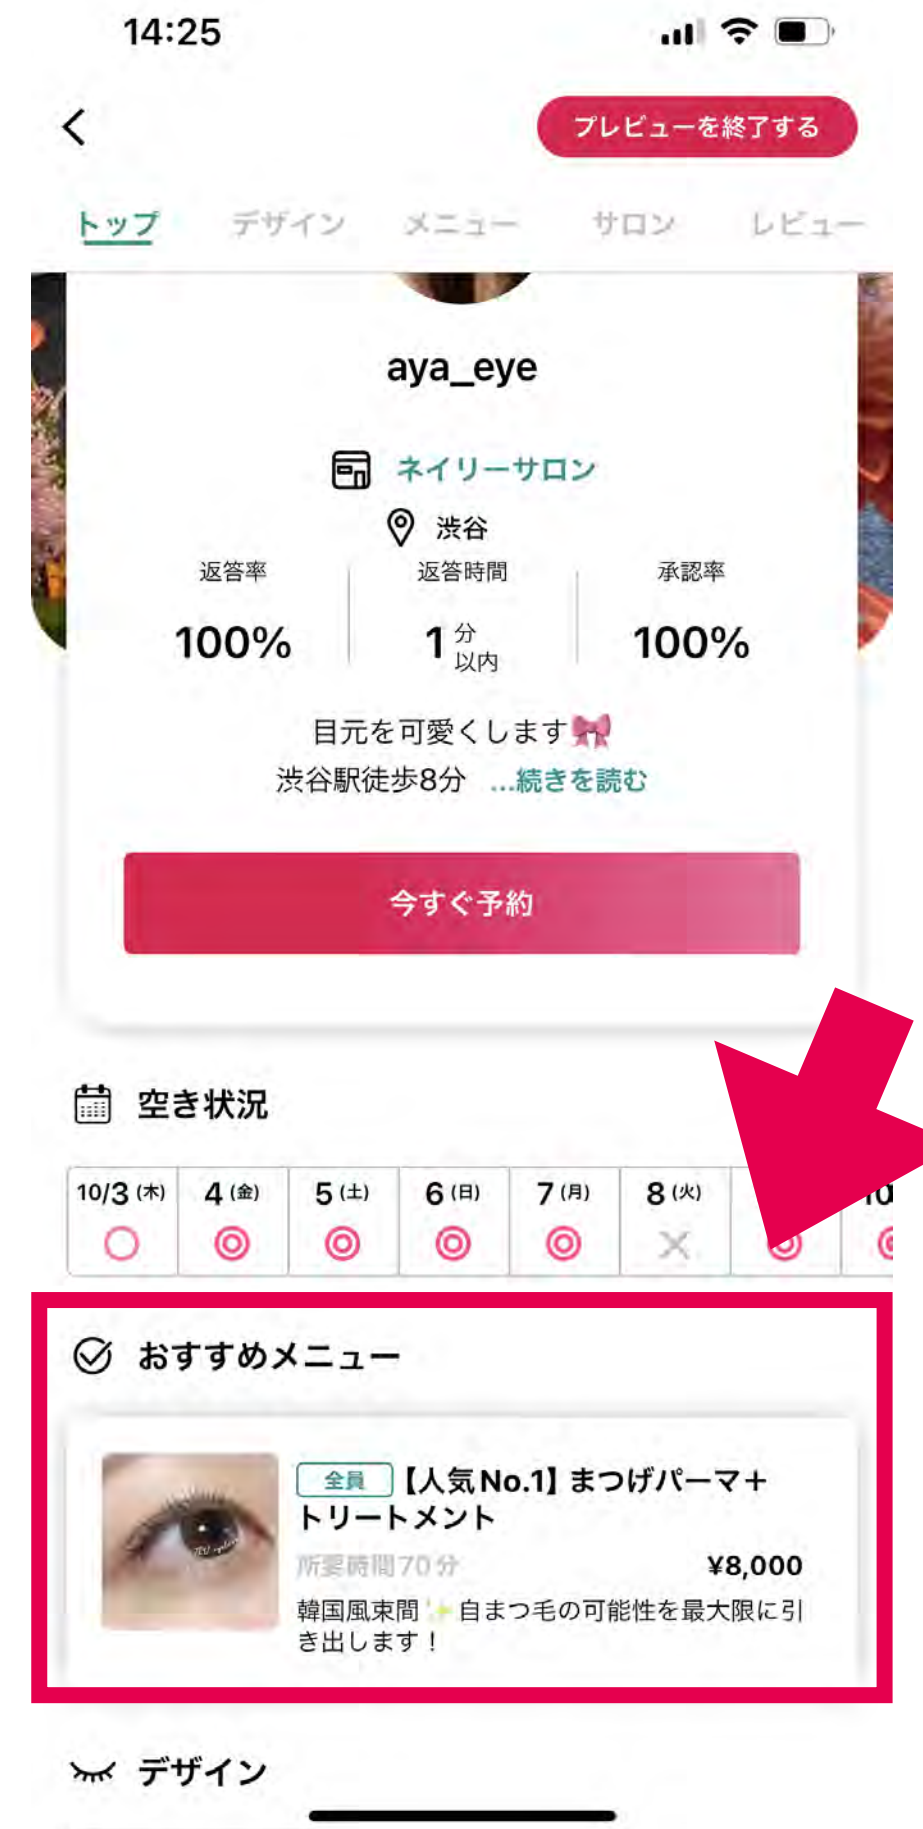 14:25
プレビューを終了する
トップ デザイン メニュー サロン レビュー
aya_eye
ネイリーサロン
渋谷
返答率 返答時間 承認率
100% 1分以内 100%
目元を可愛くします🎀
渋谷駅徒歩8分 ...続きを読む
今すぐ予約
空き状況
10/3 (木) 4 (金) 5 (土) 6 (日) 7 (月) 8 (火)
おすすめメニュー
全員 【人気No.1】まつげパーマ＋
トリートメント
所要時間70分 ¥8,000
韓国風束間✨自まつ毛の可能性を最大限に引
き出します！
デザイン